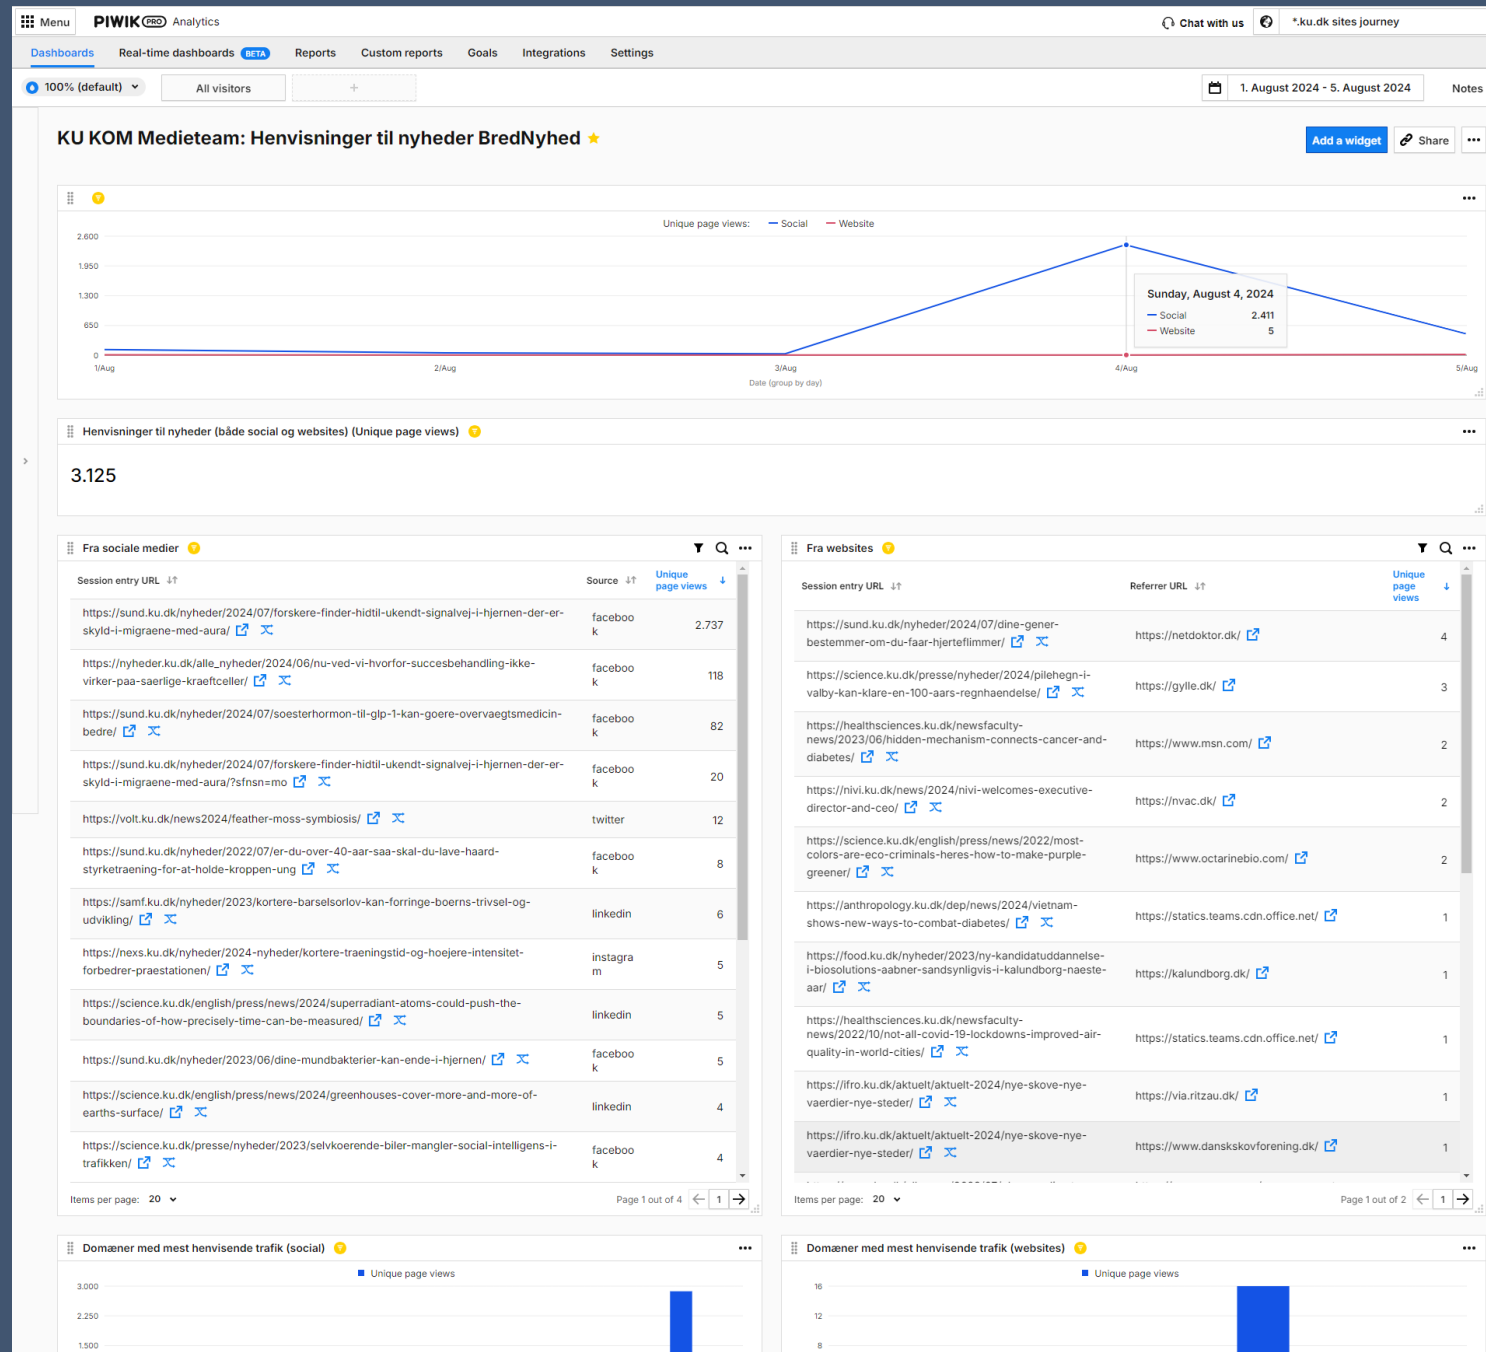 Menu PIWIK PRO Analytics Chat with us *.ku.dk sites journey
Dashboards Real-time dashboards BETA Reports Custom reports Goals Integrations Settings
100% (default) All visitors + 1. August 2024 - 5. August 2024 Notes
KU KOM Medieteam: Henvisninger til nyheder BredNyhed
Add a widget Share
Unique page views: Social Website
2.600
1.950
1.300
650
0
Sunday, August 4, 2024
Social 2.411
Website 5
1/Aug 2/Aug 3/Aug 4/Aug 5/Aug
Date (group by day)
Henvisninger til nyheder (både social og websites) (Unique page views)
3.125
Fra sociale medier
Session entry URL Source Unique
page views
https://sund.ku.dk/nyheder/2024/07/forskere-finder-hidtil-ukendt-signalvej-i-hjernen-der-er-
skyld-i-migraene-med-aura/
faceboo
k
2.737
https://nyheder.ku.dk/alle_nyheder/2024/06/nu-ved-vi-hvorfor-succesbehandling-ikke-
virker-paa-saerlige-kraeftceller/
faceboo
k
118
https://sund.ku.dk/nyheder/2024/07/soesterhormon-til-glp-1-kan-goere-overvaegtsmedicin-
bedre/
faceboo
k
82
https://sund.ku.dk/nyheder/2024/07/forskere-finder-hidtil-ukendt-signalvej-i-hjernen-der-er-
skyld-i-migraene-med-aura/?sfnsn=mo
faceboo
k
20
https://volt.ku.dk/news2024/feather-moss-symbiosis/ twitter 12
https://sund.ku.dk/nyheder/2022/07/er-du-over-40-aar-saa-skal-du-lave-haard-
styrketraening-for-at-holde-kroppen-ung
faceboo
k
8
https://samf.ku.dk/nyheder/2023/kortere-barselsorlov-kan-forringe-boerns-trivsel-og-
udvikling/
linkedin
6
https://nexs.ku.dk/nyheder/2024-nyheder/kortere-traeningstid-og-hoejere-intensitet-
forbedrer-praestationen/
instagra
m
5
https://science.ku.dk/english/press/news/2024/superradiant-atoms-could-push-the-
boundaries-of-how-precisely-time-can-be-measured/
linkedin
5
https://sund.ku.dk/nyheder/2023/06/dine-mundbakterier-kan-ende-i-hjernen/
faceboo
k
5
https://science.ku.dk/english/press/news/2024/greenhouses-cover-more-and-more-of-
earths-surface/
linkedin
4
https://science.ku.dk/presse/nyheder/2023/selvkoerende-biler-mangler-social-intelligens-i-
trafikken/
faceboo
k
4
Items per page: 20 Page 1 out of 4 1
Fra websites
Session entry URL Referrer URL Unique
page
views
https://sund.ku.dk/nyheder/2024/07/dine-gener-
bestemmer-om-du-faar-hjerteflimmer/
https://netdoktor.dk/
4
https://science.ku.dk/presse/nyheder/2024/pilehegn-i-
valby-kan-klare-en-100-aars-regnhaendelse/
https://gylle.dk/
3
https://healthsciences.ku.dk/newsfaculty-
news/2023/06/hidden-mechanism-connects-cancer-and-
diabetes/
https://www.msn.com/
2
https://nivi.ku.dk/news/2024/nivi-welcomes-executive-
director-and-ceo/
https://nvac.dk/
2
https://science.ku.dk/english/press/news/2022/most-
colors-are-eco-criminals-heres-how-to-make-purple-
greener/
https://www.octarinebio.com/
2
https://anthropology.ku.dk/dep/news/2024/vietnam-
shows-new-ways-to-combat-diabetes/
https://statics.teams.cdn.office.net/
1
https://food.ku.dk/nyheder/2023/ny-kandidatuddannelse-
i-biosolutions-aabner-sandsynligvis-i-kalundborg-naeste-
aar/
https://kalundborg.dk/
1
https://healthsciences.ku.dk/newsfaculty-
news/2022/10/not-all-covid-19-lockdowns-improved-air-
quality-in-world-cities/
https://statics.teams.cdn.office.net/
1
https://ifro.ku.dk/aktuelt/aktuelt-2024/nye-skove-nye-
vaerdier-nye-steder/
https://via.ritzau.dk/
1
https://ifro.ku.dk/aktuelt/aktuelt-2024/nye-skove-nye-
vaerdier-nye-steder/
https://www.danskskovforening.dk/
1
Items per page: 20 Page 1 out of 2 1
Domæner med mest henvisende trafik (social)
Unique page views
3.000
2.250
1.500
Domæner med mest henvisende trafik (websites)
Unique page views
16
12
8